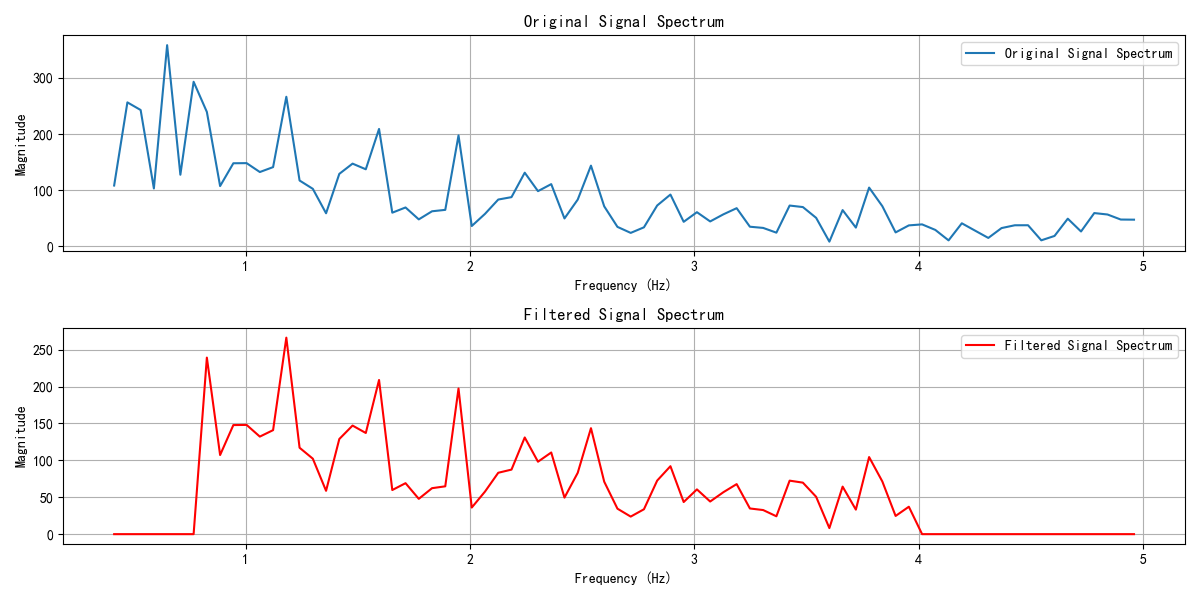 Original Signal Spectrum
Original Signal Spectrum
300
200
100
0
Magnitude
1 2 3 4 5
Frequency (Hz)
Filtered Signal Spectrum
Filtered Signal Spectrum
250
200
150
100
50
0
Magnitude
1 2 3 4 5
Frequency (Hz)